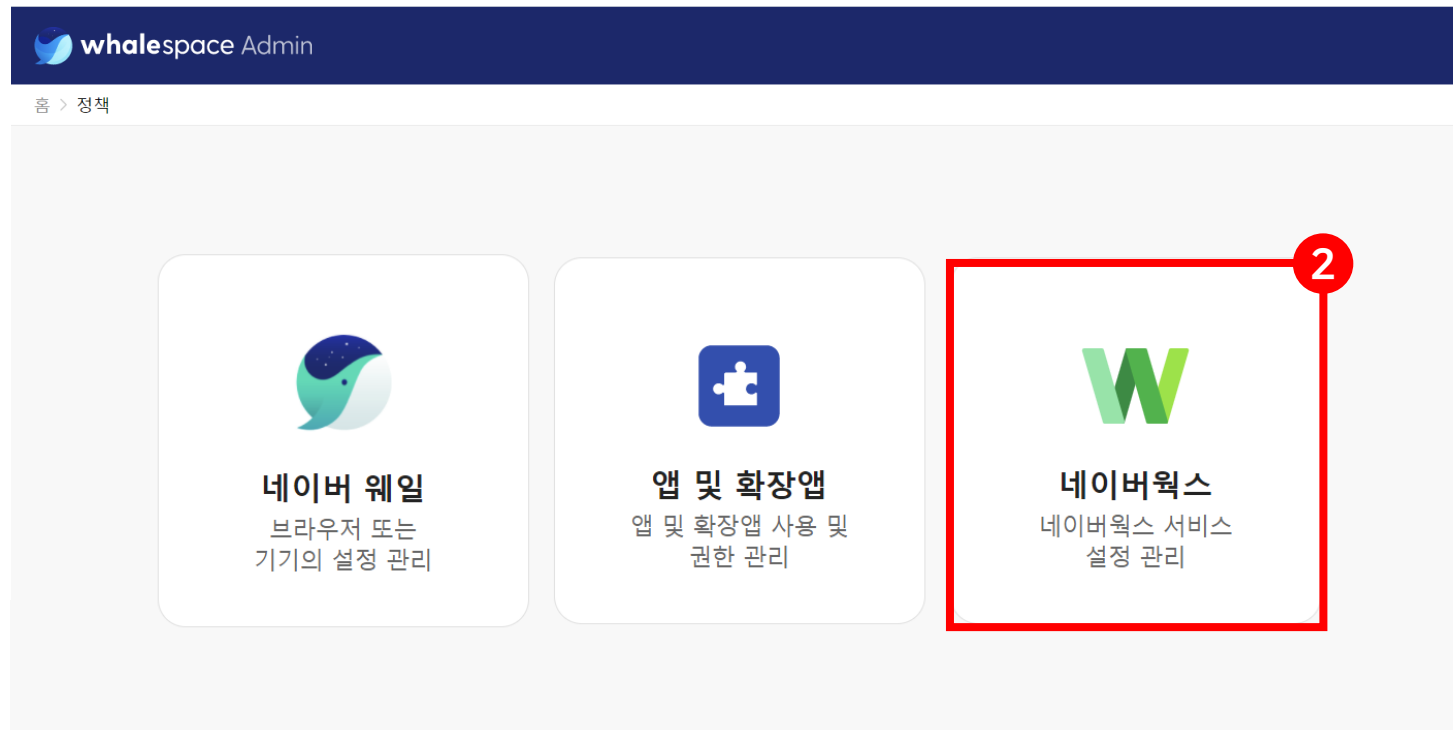 whalespace Admin
홈 > 정책
2
네이버 웨일
브라우저 또는
기기의 설정 관리
앱 및 확장앱
앱 및 확장앱 사용 및
권한 관리
네이버웍스
네이버웍스 서비스
설정 관리